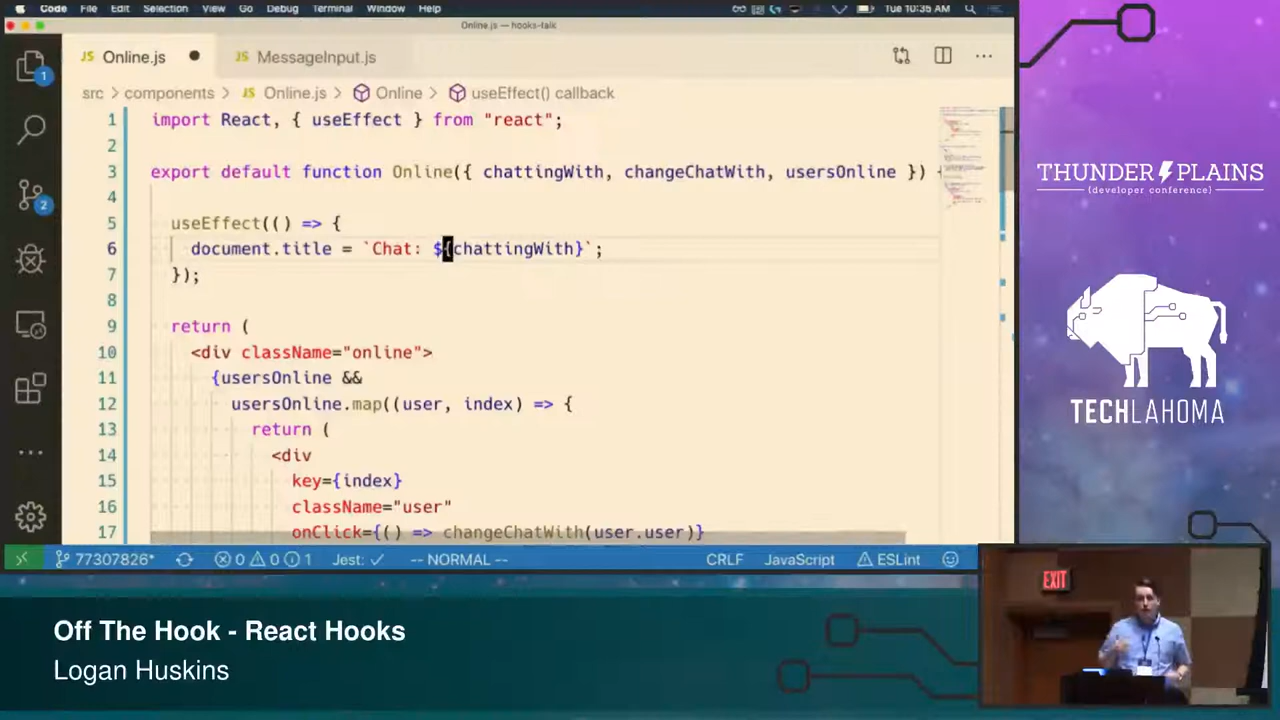 Code File Edit Selection View Go Debug Terminal Window Help
Tue 10:35 AM
Online.js — hooks-talk
JS Online.js
JS MessageInput.js
src > components > JS Online.js > Online > useEffect() callback
1 import React, { useEffect } from "react";
2
3 export default function Online({ chattingWith, changeChatWith, usersOnline }) {
4
5 useEffect(() => {
6 document.title = `Chat: ${chattingWith}`;
7 });
8
9 return (
10 <div className="online">
11 {usersOnline &&
12 usersOnline.map((user, index) => {
13 return (
14 <div
15 key={index}
16 className="user"
17 onClick={() => changeChatWith(user.user)}
1
2
77307826* 0 0 1 Jest: ✓ -- NORMAL -- CRLF JavaScript ESLint
THUNDER PLAINS
{developer conference}
TECHLAHOMA
EXIT
Off The Hook - React Hooks
Logan Huskins